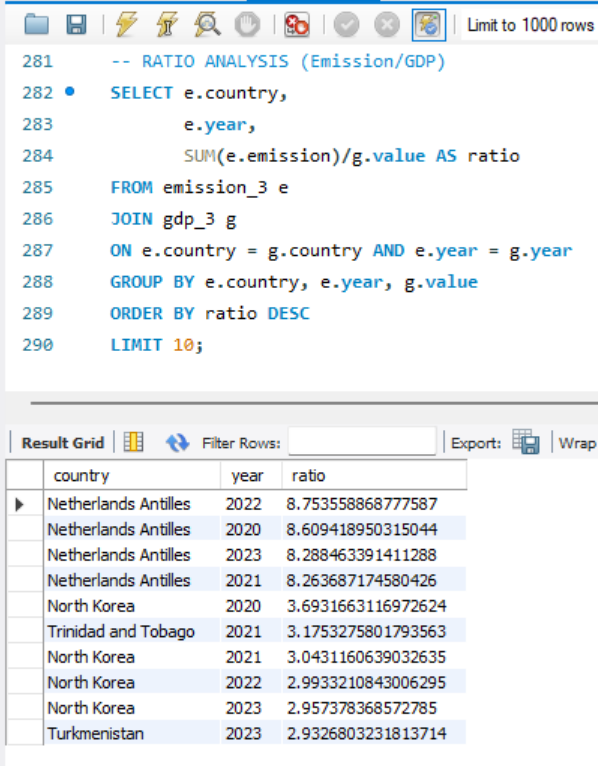 Limit to 1000 rows
281 -- RATIO ANALYSIS (Emission/GDP)
282 SELECT e.country,
283 e.year,
284 SUM(e.emission)/g.value AS ratio
285 FROM emission_3 e
286 JOIN gdp_3 g
287 ON e.country = g.country AND e.year = g.year
288 GROUP BY e.country, e.year, g.value
289 ORDER BY ratio DESC
290 LIMIT 10;
Result Grid Filter Rows: Export: Wrap
country year ratio
Netherlands Antilles 2022 8.753558868777587
Netherlands Antilles 2020 8.609418950315044
Netherlands Antilles 2023 8.288463391411288
Netherlands Antilles 2021 8.263687174580426
North Korea 2020 3.6931663116972624
Trinidad and Tobago 2021 3.1753275801793563
North Korea 2021 3.0431160639032635
North Korea 2022 2.9933210843006295
North Korea 2023 2.957378368572785
Turkmenistan 2023 2.9326803231813714